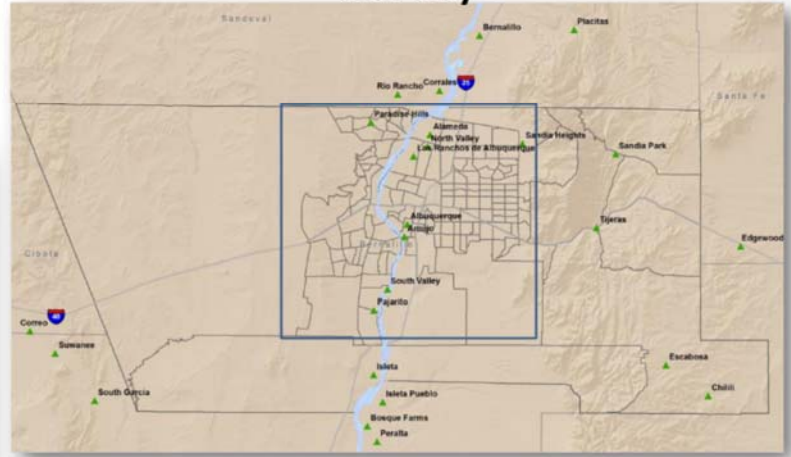 Sandoval
Bernalillo
Placitas
Rio Rancho
Corrales
25
Santa Fe
Paradise Hills
Alameda
North Valley
Los Ranchos de Albuquerque
Sandia Heights
Sandia Park
Albuquerque
Atrisco
Bernalillo
Tijeras
Edgewood
Cibola
South Valley
Pajarito
40
Correo
Suwanee
South Garcia
Isleta
Isleta Pueblo
Bosque Farms
Peralta
Escabosa
Chilili